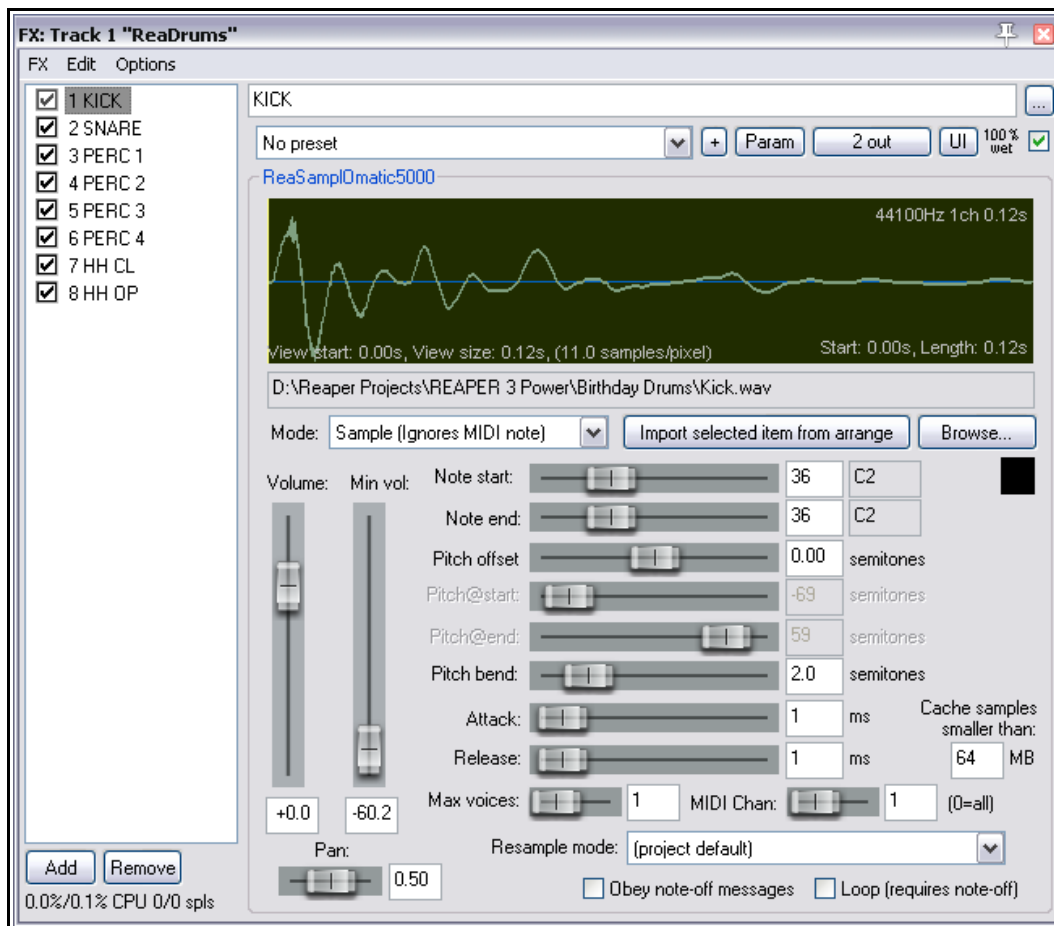 FX: Track 1 "ReaDrums"
FX Edit Options
1 KICK
2 SNARE
3 PERC 1
4 PERC 2
5 PERC 3
6 PERC 4
7 HH CL
8 HH OP
Add Remove
0.0%/0.1% CPU 0/0 spls
KICK ...
No preset + Param 2 out UI 100% wet
ReaSamplOmatic5000
44100Hz 1ch 0.12s
View start: 0.00s, View size: 0.12s, (11.0 samples/pixel) Start: 0.00s, Length: 0.12s
D:\Reaper Projects\REAPER 3 Power\Birthday Drums\Kick.wav
Mode: Sample (Ignores MIDI note) Import selected item from arrange Browse...
Volume: Min vol: Note start: 36 C2
Note end: 36 C2
Pitch offset 0.00 semitones
Pitch@start: -69 semitones
Pitch@end: 59 semitones
Pitch bend: 2.0 semitones
Attack: 1 ms Cache samples
smaller than:
Release: 1 ms 64 MB
+0.0 -60.2 Max voices: 1 MIDI Chan: 1 (0=all)
Pan: Resample mode: (project default)
0.50 Obey note-off messages Loop (requires note-off)